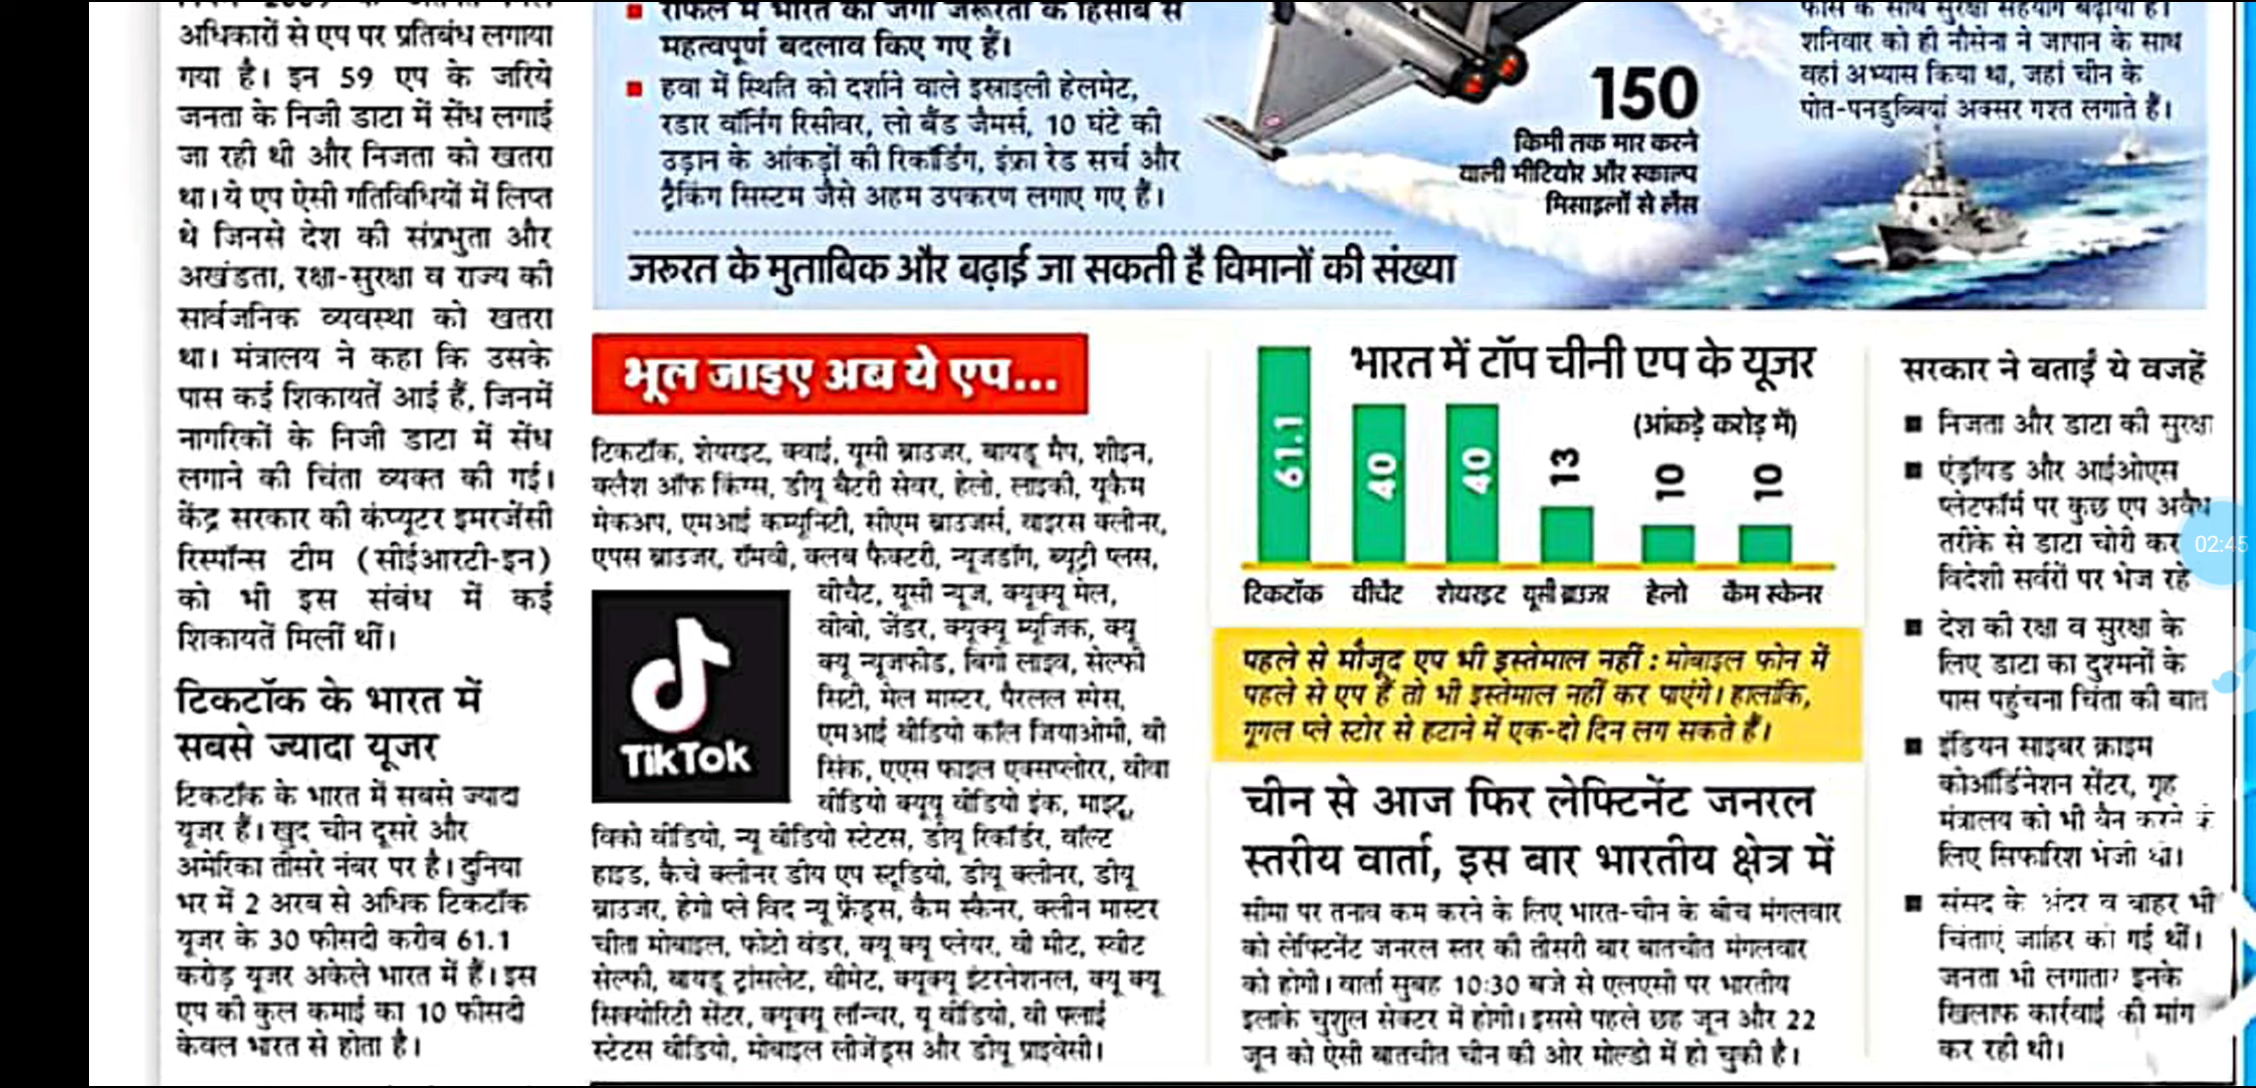 अधिकारों से एप पर प्रतिबंध लगाया
गया है। इन 59 एप के जरिये
जनता के निजी डाटा में सेंध लगाई
जा रही थी और निजता को खतरा
था। ये एप ऐसी गतिविधियों में लिप्त
थे जिनसे देश की संप्रभुता और
अखंडता, रक्षा-सुरक्षा व राज्य की
सार्वजनिक व्यवस्था को खतरा
था। मंत्रालय ने कहा कि उसके
पास कई शिकायतें आई हैं, जिनमें
नागरिकों के निजी डाटा में सेंध
लगाने की चिंता व्यक्त की गई।
केंद्र सरकार की कंप्यूटर इमरजेंसी
रिस्पॉन्स टीम (सीईआरटी-इन)
को भी इस संबंध में कई
शिकायतें मिलीं थीं।
टिकटॉक के भारत में
सबसे ज्यादा यूजर
टिकटॉक के भारत में सबसे ज्यादा
यूजर हैं। खुद चीन दूसरे और
अमेरिका तीसरे नंबर पर है। दुनिया
भर में 2 अरब से अधिक टिकटॉक
यूजर के 30 फीसदी करीब 61.1
करोड़ यूजर अकेले भारत में हैं। इस
एप की कुल कमाई का 10 फीसदी
केवल भारत से होता है।
राफेल में भारत की जंगी जरूरतों के हिसाब से
महत्वपूर्ण बदलाव किए गए हैं।
हवा में स्थिति को दर्शाने वाले इस्राइली हेलमेट,
रडार वॉर्निंग रिसीवर, लो बैंड जैमर्स, 10 घंटे की
उड़ान के आंकड़ों की रिकॉर्डिंग, इंफ्रा रेड सर्च और
ट्रैकिंग सिस्टम जैसे अहम उपकरण लगाए गए हैं।
जरूरत के मुताबिक और बढ़ाई जा सकती है विमानों की संख्या
150
किमी तक मार करने
वाली मीटियोर और स्काल्प
मिसाइलों से लैस
फ्रांस के साथ सुरक्षा सहयोग बढ़ाया है।
शनिवार को ही नौसेना ने जापान के साथ
वहां अभ्यास किया था, जहां चीन के
पोत-पनडुब्बियां अक्सर गश्त लगाते हैं।
भूल जाइए अब ये एप...
टिकटॉक, शेयरइट, क्वाई, यूसी ब्राउजर, बायडू मैप, शीइन,
क्लैश ऑफ किंग्स, डीयू बैटरी सेवर, हेलो, लाइकी, यूकैम
मेकअप, एमआई कम्यूनिटी, सीएम ब्राउजर्स, वाइरस क्लीनर,
एपस ब्राउजर, रॉमवी, क्लब फैक्टरी, न्यूजडॉग, ब्यूट्री प्लस,
वीचैट, यूसी न्यूज, क्यूक्यू मेल,
वीबो, जेंडर, क्यूक्यू म्यूजिक, क्यू
क्यू न्यूजफीड, बिगो लाइव, सेल्फी
सिटी, मेल मास्टर, पैरलल स्पेस,
एमआई वीडियो कॉल जियाओमी, वी
सिंक, एएस फाइल एक्सप्लोरर, वीवा
वीडियो क्यूयू वीडियो इंक, माइटू,
विको वीडियो, न्यू वीडियो स्टेटस, डीयू रिकॉर्डर, वॉल्ट
हाइड, कैचे क्लीनर डीय एप स्टूडियो, डीयू क्लीनर, डीयू
ब्राउजर, हेगो प्ले विद न्यू फ्रेंड्स, कैम स्कैनर, क्लीन मास्टर
चीता मोबाइल, फोटो वंडर, क्यू क्यू प्लेयर, वी मीट, स्वीट
सेल्फी, बायडू ट्रांसलेट, वीमेट, क्यूक्यू इंटरनेशनल, क्यू क्यू
सिक्योरिटी सेंटर, क्यूक्यू लॉन्चर, यू वीडियो, वी फ्लाई
स्टेटस वीडियो, मोबाइल लीजेंड्स और डीयू प्राइवेसी।
TikTok
भारत में टॉप चीनी एप के यूजर
(आंकड़े करोड़ में)
61.1 40 40 13 10 10
टिकटॉक वीचैट शेयरइट यूसी ब्राउजर हेलो कैम स्केनर
पहले से मौजूद एप भी इस्तेमाल नहीं : मोबाइल फोन में
पहले से एप हैं तो भी इस्तेमाल नहीं कर पाएंगे। हालांकि,
गूगल प्ले स्टोर से हटाने में एक-दो दिन लग सकते हैं।
चीन से आज फिर लेफ्टिनेंट जनरल
स्तरीय वार्ता, इस बार भारतीय क्षेत्र में
सीमा पर तनाव कम करने के लिए भारत-चीन के बीच मंगलवार
को लेफ्टिनेंट जनरल स्तर की तीसरी बार बातचीत मंगलवार
को होगी। वार्ता सुबह 10:30 बजे से एलएसी पर भारतीय
इलाके चुशुल सेक्टर में होगी। इससे पहले छह जून और 22
जून को ऐसी बातचीत चीन की ओर मोल्डो में हो चुकी है।
सरकार ने बताई ये वजहें
निजता और डाटा की सुरक्षा
एंड्रॉयड और आईओएस
प्लेटफॉर्म पर कुछ एप अवैध
तरीके से डाटा चोरी कर
विदेशी सर्वरों पर भेज रहे
देश की रक्षा व सुरक्षा के
लिए डाटा का दुश्मनों के
पास पहुंचना चिंता की बात
इंडियन साइबर क्राइम
कोऑर्डिनेशन सेंटर, गृह
मंत्रालय को भी बैन करने के
लिए सिफारिश भेजी थी।
संसद के अंदर व बाहर भी
चिंताएं जाहिर की गई थीं।
जनता भी लगातार इनके
खिलाफ कार्रवाई की मांग
कर रही थी।
02:45